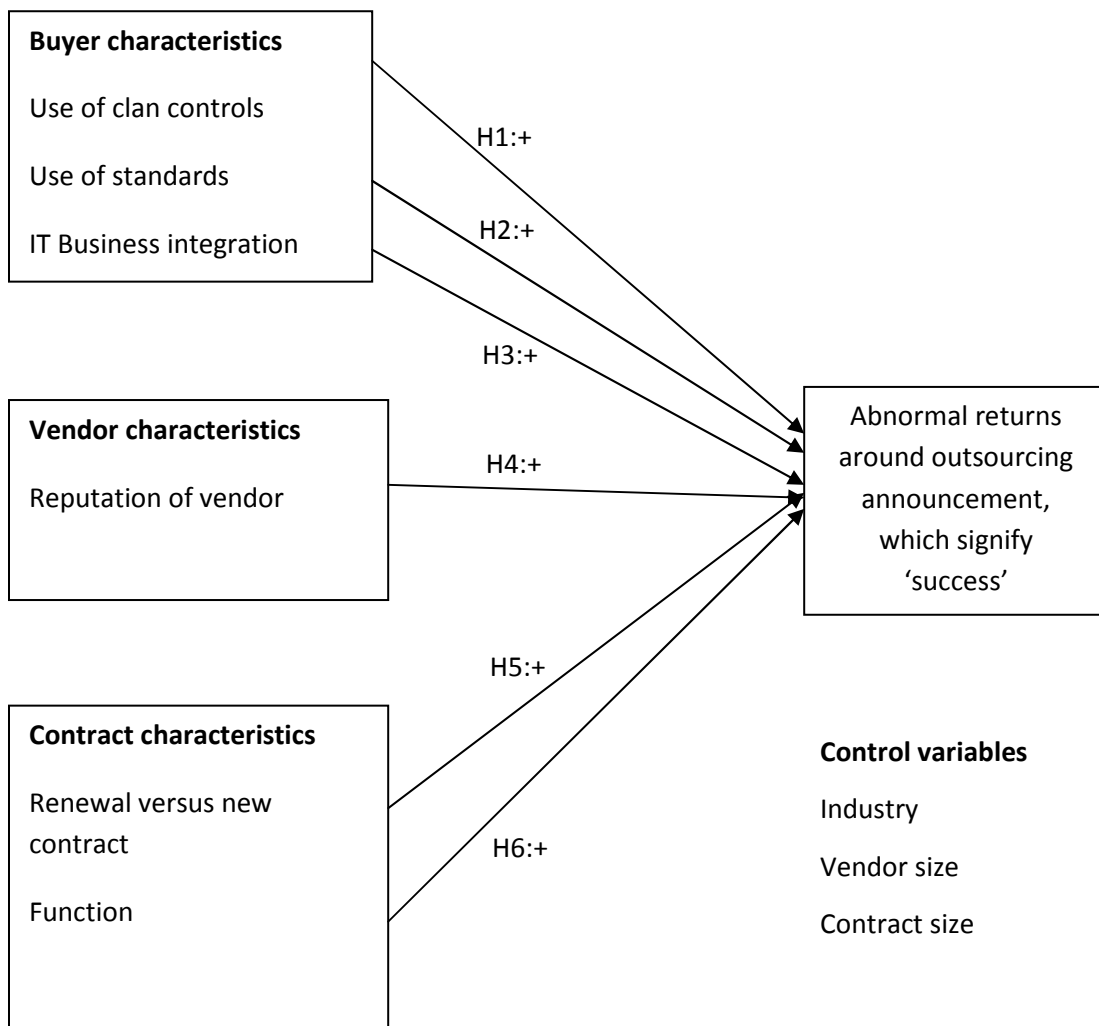 Buyer characteristics
Use of clan controls
Use of standards
IT Business integration
H1:+
H2:+
H3:+
Vendor characteristics
Reputation of vendor
H4:+
Abnormal returns
around outsourcing
announcement,
which signify
‘success’
H5:+
Contract characteristics
Renewal versus new
contract
Function
H6:+
Control variables
Industry
Vendor size
Contract size